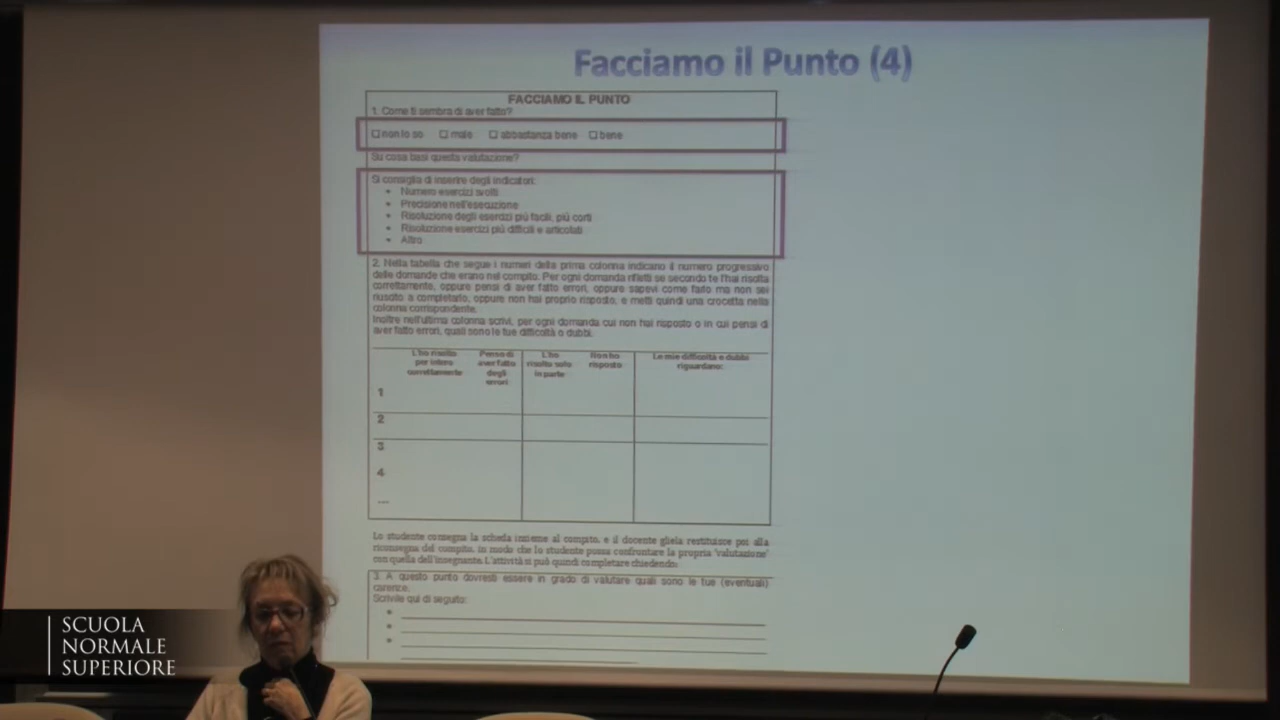 Facciamo il Punto (4)
FACCIAMO IL PUNTO
1. Come ti sembra di aver fatto?
non lo so male abbastanza bene bene
Su cosa basi questa valutazione?
Si consiglia di inserire degli indicatori:
• Numero esercizi svolti
• Precisione nell'esecuzione
• Risoluzione degli esercizi più facili, più corti
• Risoluzione esercizi più difficili e articolati
• Altro
2. Nella tabella che segue i numeri della prima colonna indicano il numero progressivo
delle domande che erano nel compito. Per ogni domanda rifletti se secondo te l'hai risolta
correttamente, oppure pensi di aver fatto errori, oppure sapevi come farlo ma non sei
riuscito a completarlo, oppure non hai proprio risposto, e metti quindi una crocetta nella
colonna corrispondente.
Inoltre nell'ultima colonna scrivi, per ogni domanda cui non hai risposto o in cui pensi di
aver fatto errori, quali sono le tue difficoltà o dubbi.
L'ho risolto per intero correttamente
Penso di aver fatto degli errori
L'ho risolto solo in parte
Non ho risposto
Le mie difficoltà e dubbi riguardano:
1
2
3
4
...
Lo studente consegna la scheda insieme al compito, e il docente gliela restituisce poi alla
riconsegna del compito, in modo che lo studente possa confrontare la propria 'valutazione'
con quella dell'insegnante. L'attività si può quindi completare chiedendo:
3. A questo punto dovresti essere in grado di valutare quali sono le tue (eventuali)
carenze.
Scrivile qui di seguito:
SCUOLA
NORMALE
SUPERIORE